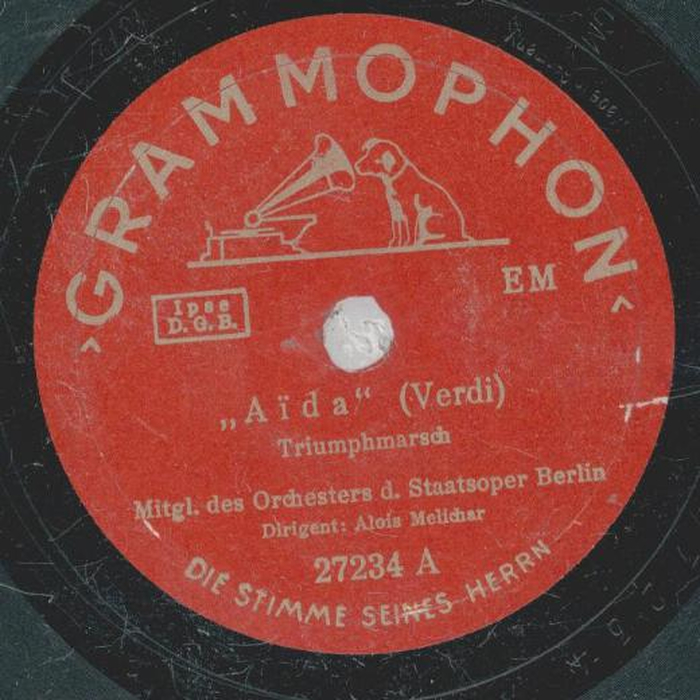 ›GRAMMOPHON‹
EM
Ipse
D. G. B.
„Aïda“ (Verdi)
Triumphmarsch
Mitgl. des Orchesters d. Staatsoper Berlin
Dirigent: Alois Melichar
27234 A
DIE STIMME SEINES HERRN